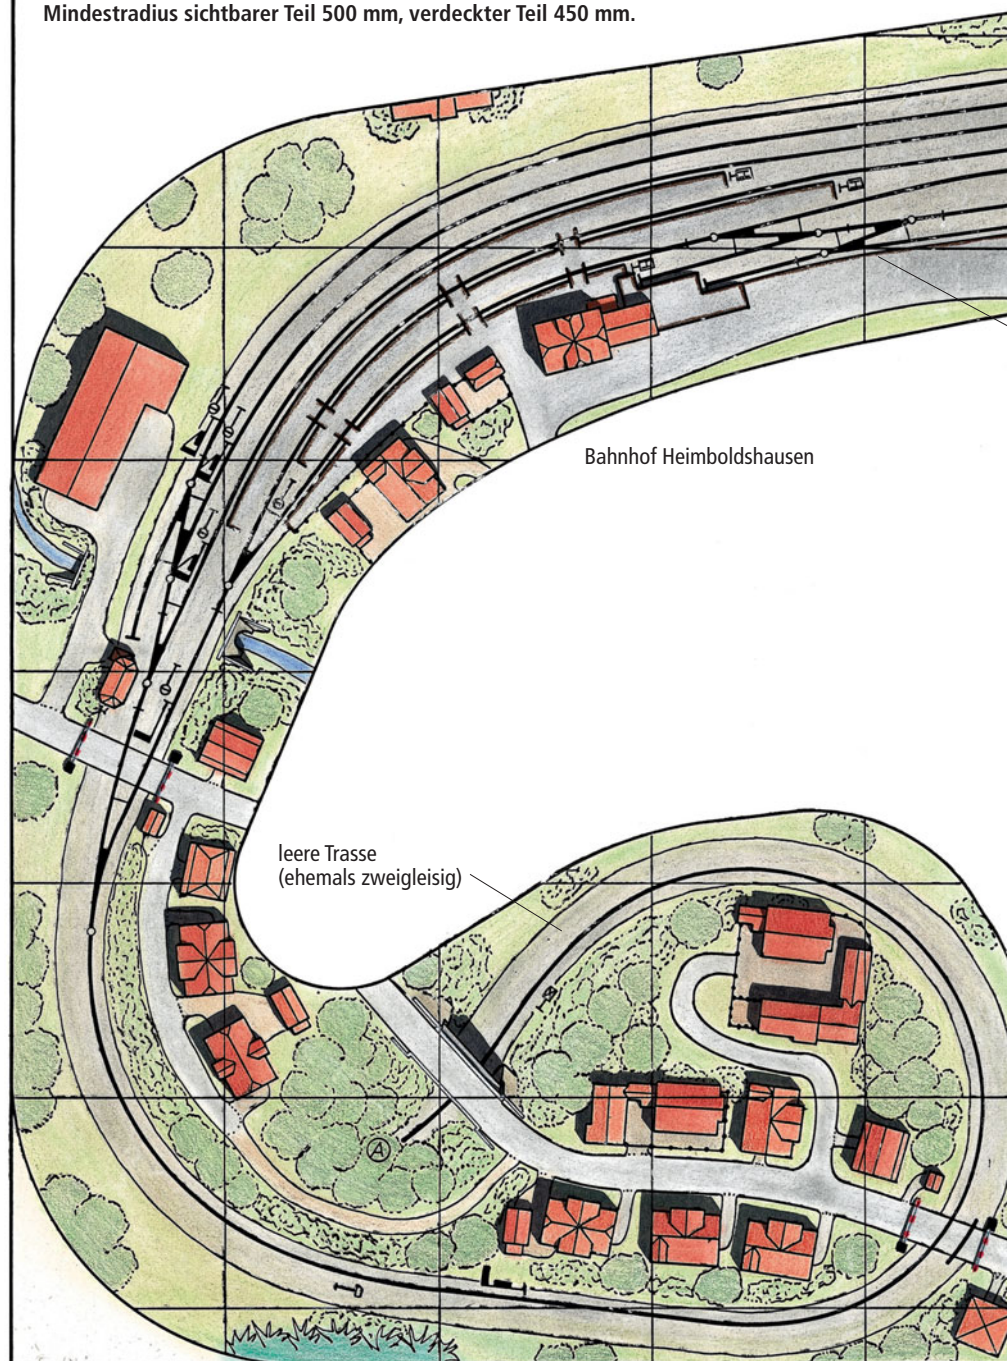 Mindestradius sichtbarer Teil 500 mm, verdeckter Teil 450 mm.
Bahnhof Heimboldshausen
leere Trasse
(ehemals zweigleisig)
A